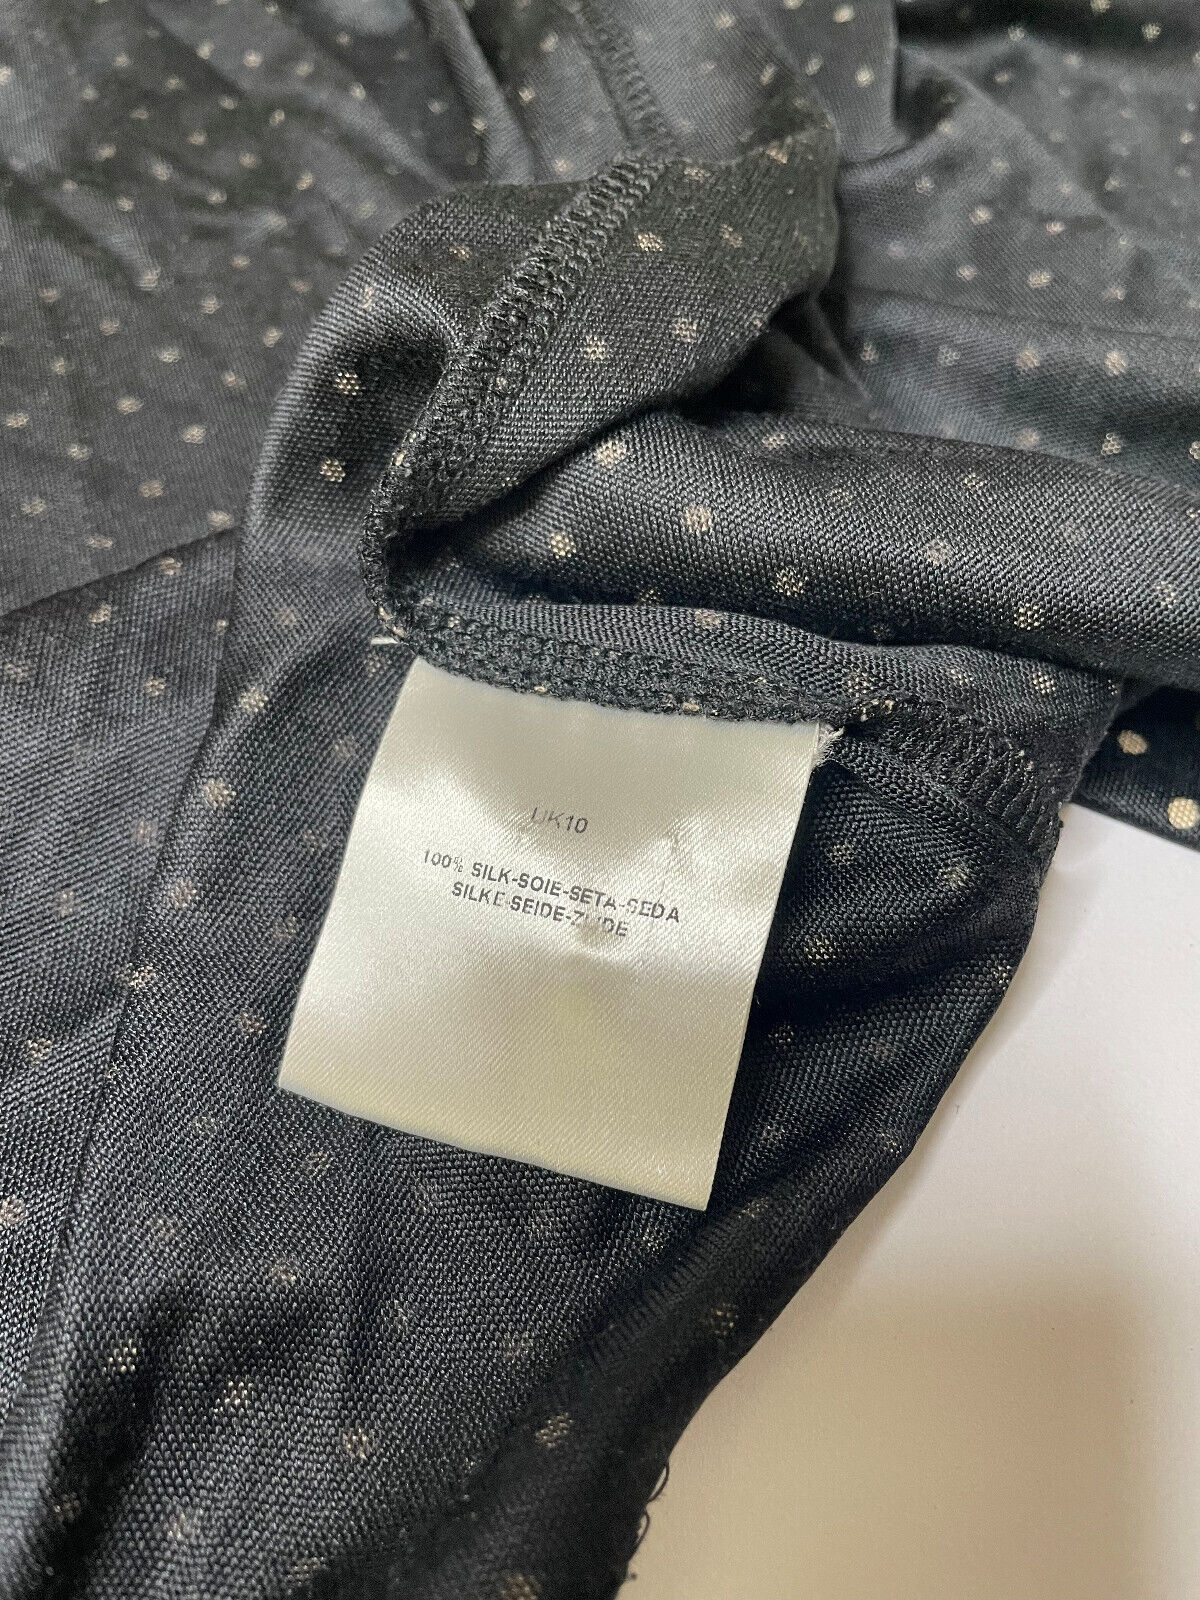 UK10
100% SILK-SOIE-SETA-SEDA
SILKE-SEIDE-ZIJDE